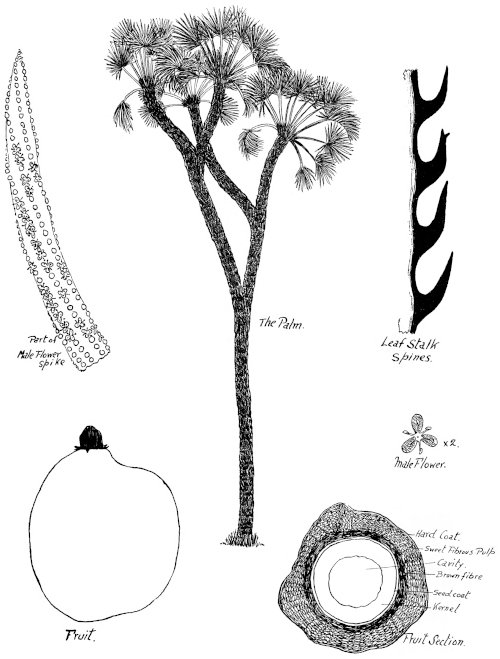 The Palm.
Part of
Male Flower
Spike
Leaf Stalk
Spines.
x2.
Male Flower.
Hard Coat.
Sweet Fibrous Pulp
Cavity.
Brown fibre
Seed coat
Kernel
Fruit.
Fruit Section.